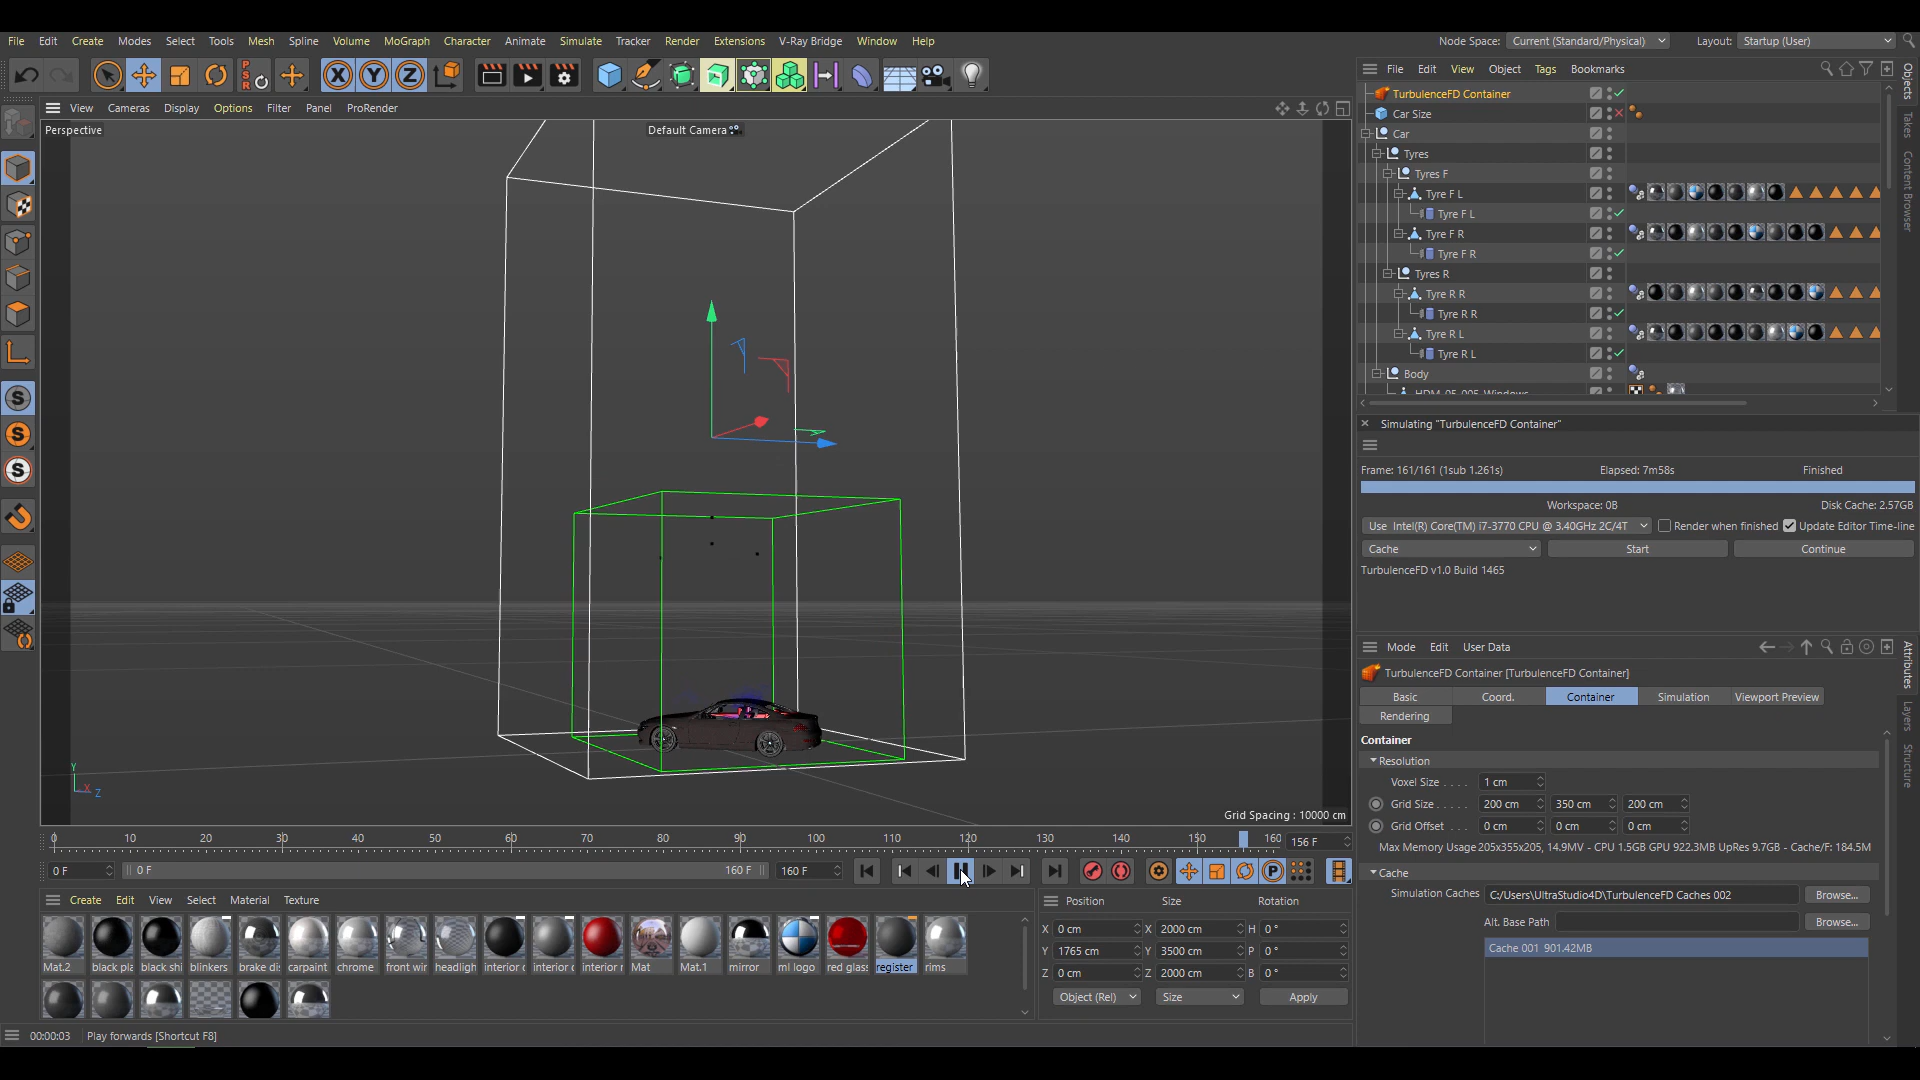 File Edit Create Modes Select Tools Mesh Spline Volume MoGraph Character Animate Simulate Tracker Render Extensions V-Ray Bridge Window Help
Node Space: Current (Standard/Physical) Layout: Startup (User)
View Cameras Display Options Filter Panel ProRender
Perspective
Default Camera
Grid Spacing : 10000 cm
File Edit View Object Tags Bookmarks
TurbulenceFD Container
Car Size
Car
Tyres
Tyres F
Tyre F L
Tyre F L
Tyre F R
Tyre F R
Tyres R
Tyre R R
Tyre R R
Tyre R L
Tyre R L
Body
Objects
Takes
Content Browser
Simulating "TurbulenceFD Container"
Frame: 161/161 (1sub 1.261s) Elapsed: 7m58s Finished
Workspace: 0B Disk Cache: 2.57GB
Use Intel(R) Core(TM) i7-3770 CPU @ 3.40GHz 2C/4T Render when finished Update Editor Time-line
Cache Start Continue
TurbulenceFD v1.0 Build 1465
Mode Edit User Data
TurbulenceFD Container [TurbulenceFD Container]
Basic Coord. Container Simulation Viewport Preview
Rendering
Container
Resolution
Voxel Size . . . . 1 cm
Grid Size . . . . . 200 cm 350 cm 200 cm
Grid Offset . . . 0 cm 0 cm 0 cm
Max Memory Usage 205x355x205, 14.9MV - CPU 1.5GB GPU 922.3MB UpRes 9.7GB - Cache/F: 184.5M
Cache
Simulation Caches C:/Users\UltraStudio4D\TurbulenceFD Caches 002 Browse...
Alt. Base Path Browse...
Cache 001 901.42MB
Attributes
Layers
Structure
0 10 20 30 40 50 60 70 80 90 100 110 120 130 140 150 160 156 F
0 F 0 F 160 F 160 F
Create Edit View Select Material Texture
Mat.2 black pla black shi blinkers brake dis carpaint chrome front wir headligh interior c interior c interior r Mat Mat.1 mirror ml logo red glass register rims
Position Size Rotation
X 0 cm X 2000 cm H 0 °
Y 1765 cm Y 3500 cm P 0 °
Z 0 cm Z 2000 cm B 0 °
Object (Rel) Size Apply
00:00:03 Play forwards [Shortcut F8]